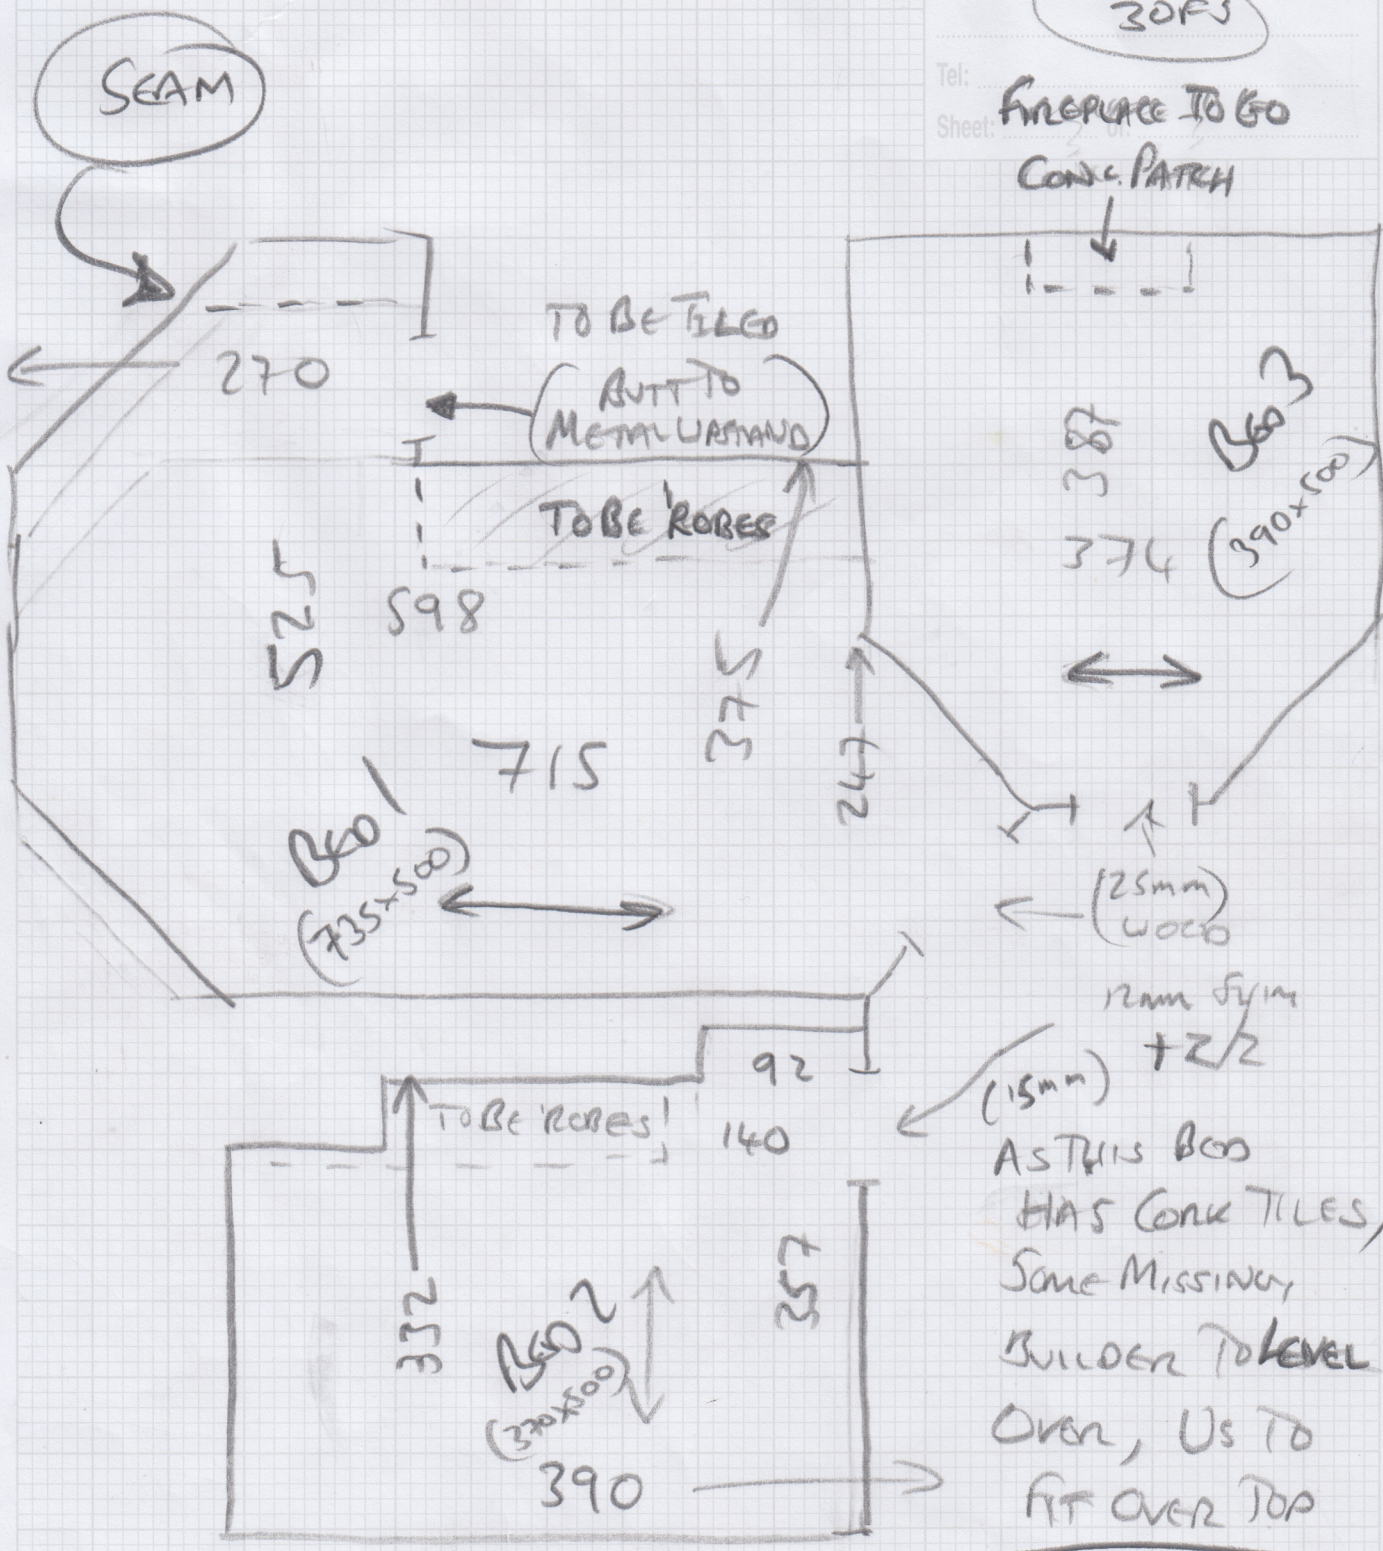 SEAM
30FS
Tel:
Sheet:
FIREPLACE TO GO
CONC. PATCH
270
TO BE TILED
(BUTT TO
METAL UPSTAND)
TO BE 'ROBES
525
598
375
247
715
BED 1
(735x500)
387
374
BED 3
(390x500)
(25mm)
WOOD
12mm
+Z/2
(15mm)
AS THIS BED
HAS CORK TILES,
SOME MISSING,
BUILDER TO LEVEL
OVER, US TO
FIT OVER TOP
92
TO BE 'ROBES'
140
332
357
BED 2
(370x500)
390